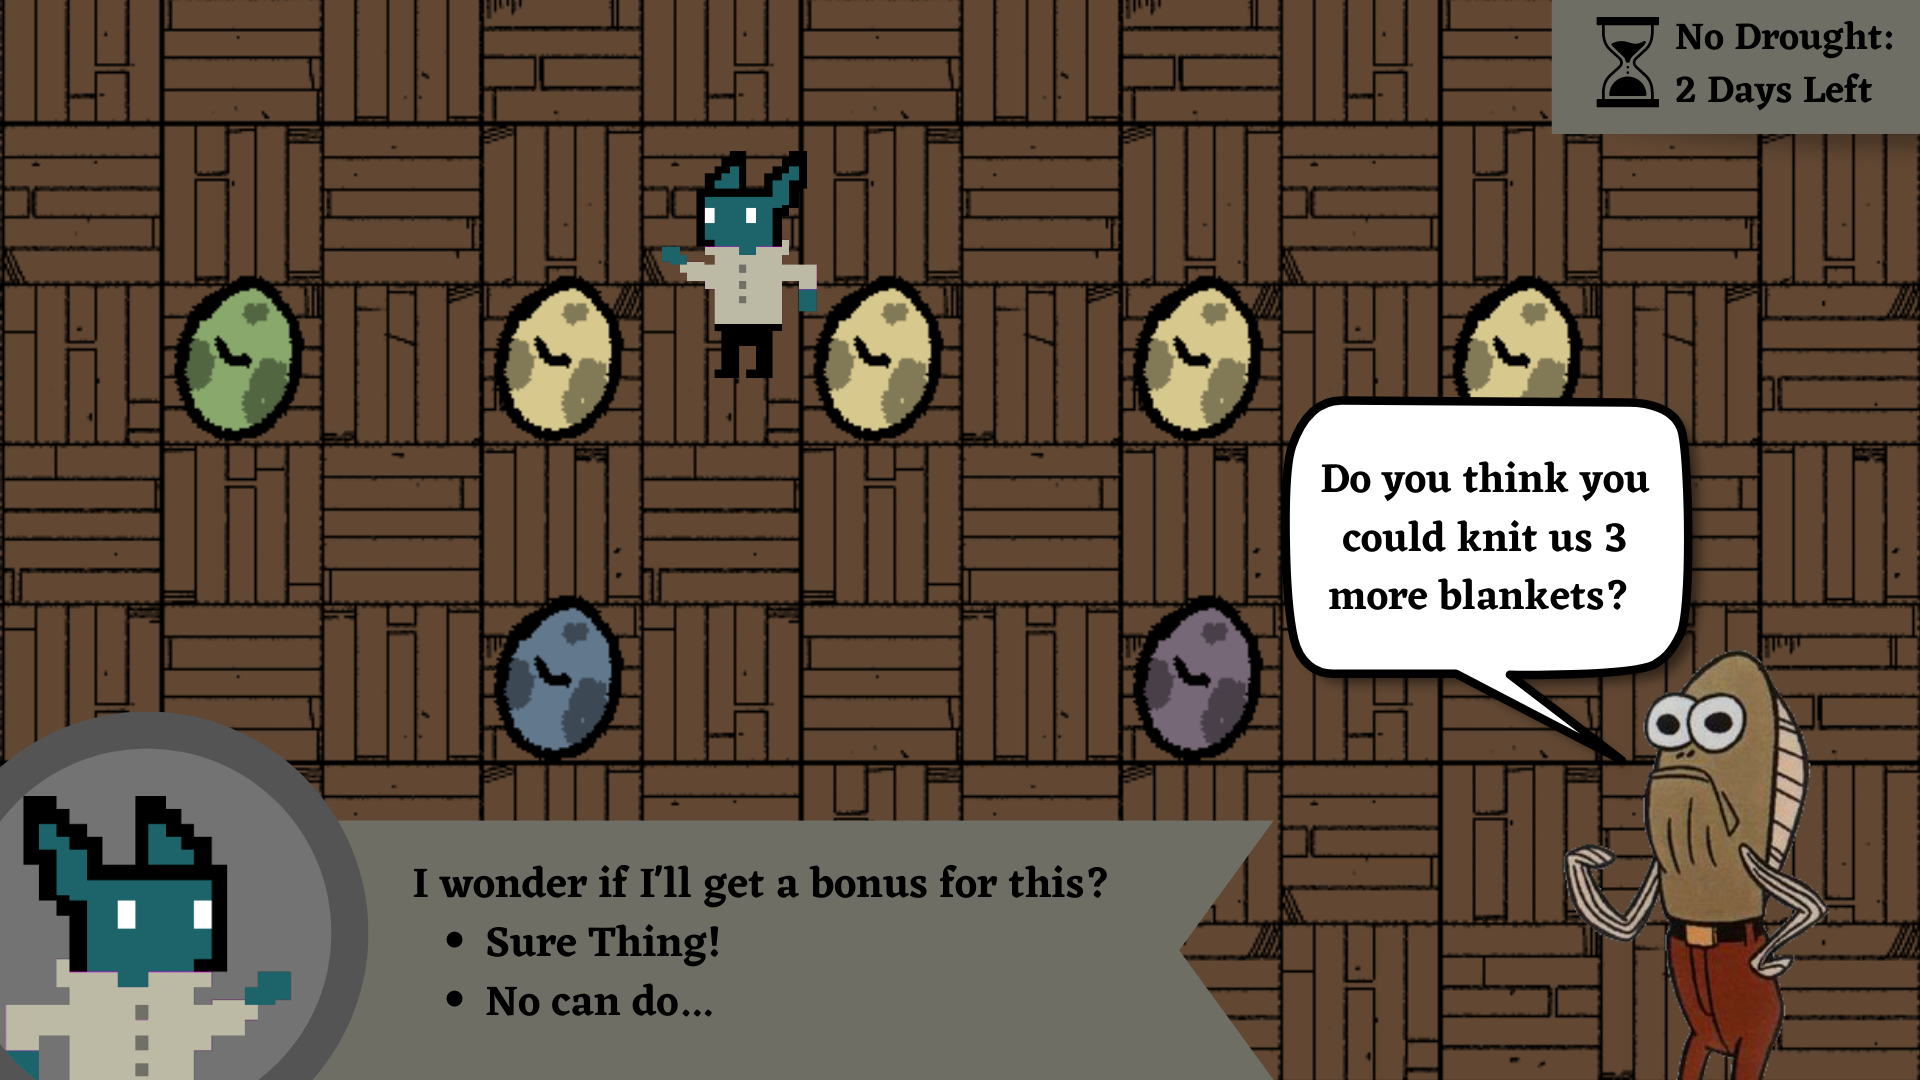 No Drought:
2 Days Left
Do you think you
could knit us 3
more blankets?
I wonder if I'll get a bonus for this?
• Sure Thing!
• No can do...